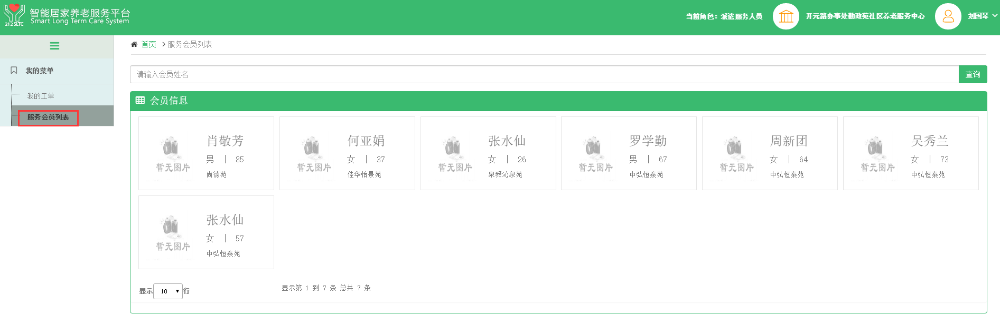 智能居家养老服务平台
Smart Long Term Care System
212 SLTC
当前角色：派遣服务人员
开元路办事处勤政苑社区养老服务中心
刘国琴
首页 > 服务会员列表
我的菜单
我的工单
服务会员列表
请输入会员姓名
查询
会员信息
肖敬芳
男 | 85
尚德苑
暂无图片
何亚娟
女 | 37
佳华怡景苑
暂无图片
张水仙
女 | 26
泉舜沁泉苑
暂无图片
罗学勤
男 | 67
中弘恒泰苑
暂无图片
周新团
女 | 64
中弘恒泰苑
暂无图片
吴秀兰
女 | 73
中弘恒泰苑
暂无图片
张水仙
女 | 57
中弘恒泰苑
暂无图片
显示 10 行
显示第 1 到 7 条 总共 7 条